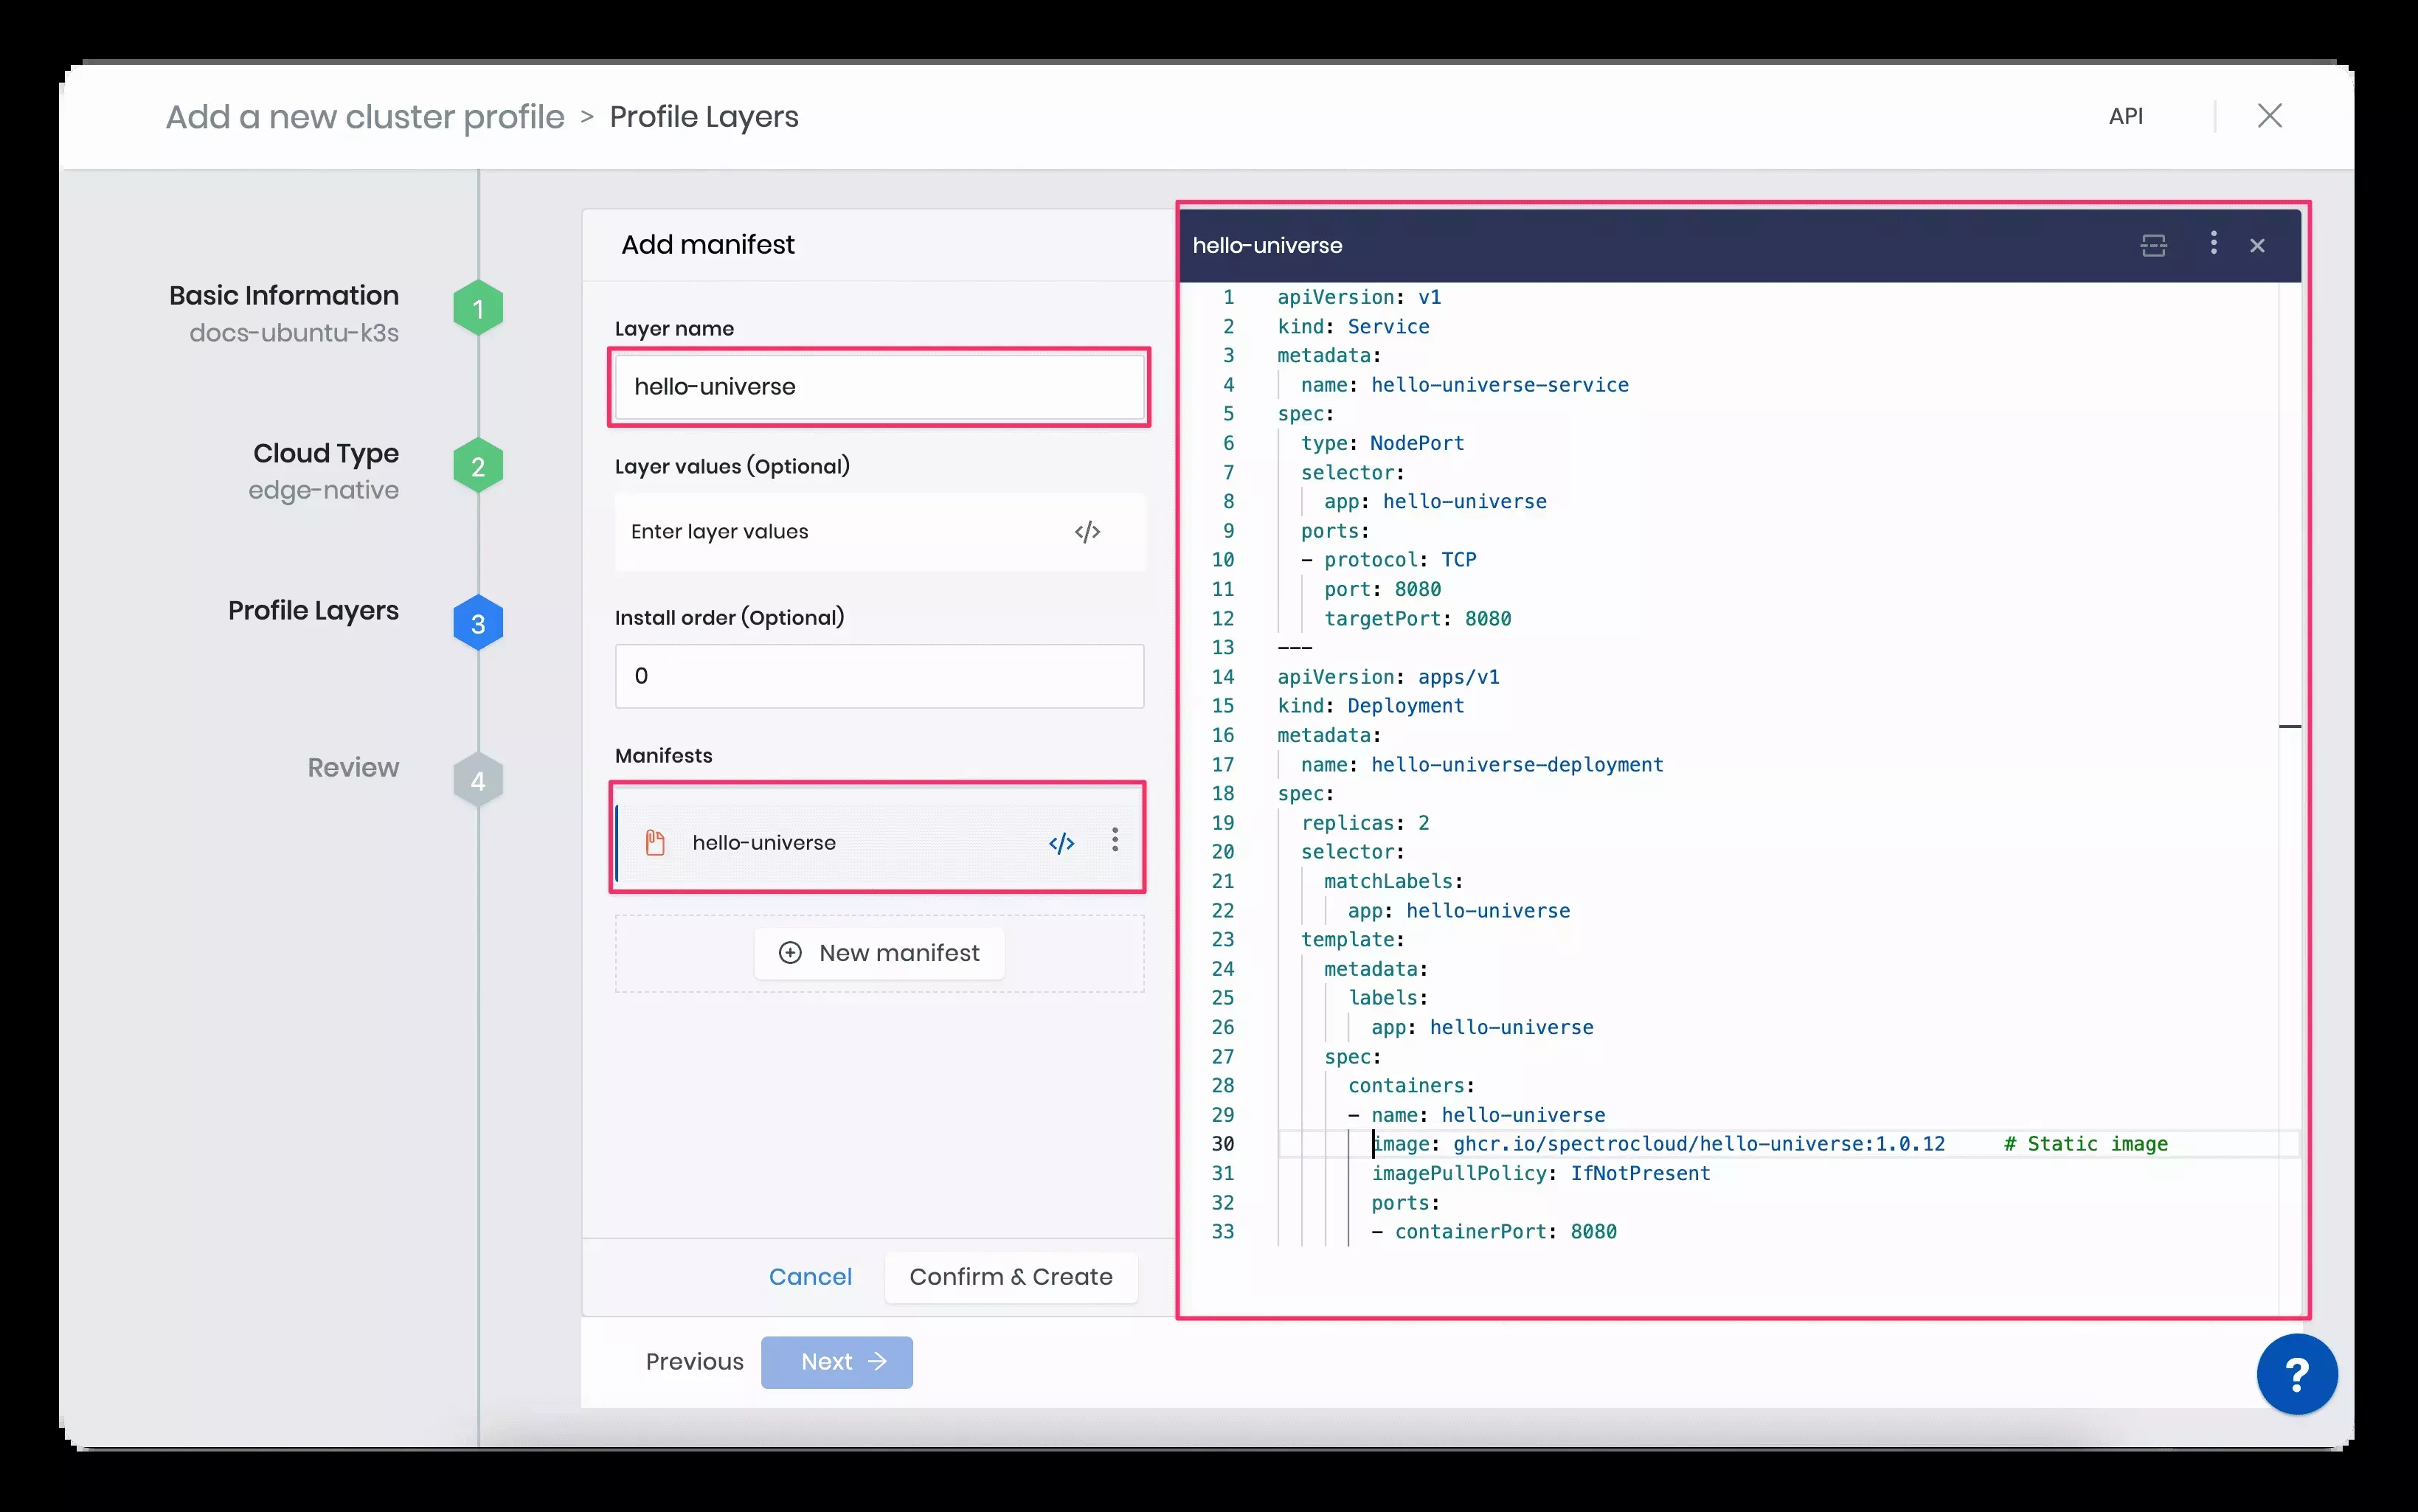 Add a new cluster profile > Profile Layers
API
Basic Information
docs-ubuntu-k3s
1
Cloud Type
edge-native
2
Profile Layers
3
Review
4
Add manifest
Layer name
hello-universe
Layer values (Optional)
Enter layer values </>
Install order (Optional)
0
Manifests
hello-universe </>
New manifest
Cancel
Confirm & Create
Previous
Next →
hello-universe
1 apiVersion: v1
2 kind: Service
3 metadata:
4   name: hello-universe-service
5 spec:
6   type: NodePort
7   selector:
8     app: hello-universe
9   ports:
10   - protocol: TCP
11     port: 8080
12     targetPort: 8080
13 ---
14 apiVersion: apps/v1
15 kind: Deployment
16 metadata:
17   name: hello-universe-deployment
18 spec:
19   replicas: 2
20   selector:
21     matchLabels:
22       app: hello-universe
23   template:
24     metadata:
25       labels:
26         app: hello-universe
27     spec:
28       containers:
29       - name: hello-universe
30         image: ghcr.io/spectrocloud/hello-universe:1.0.12     # Static image
31         imagePullPolicy: IfNotPresent
32         ports:
33         - containerPort: 8080
?